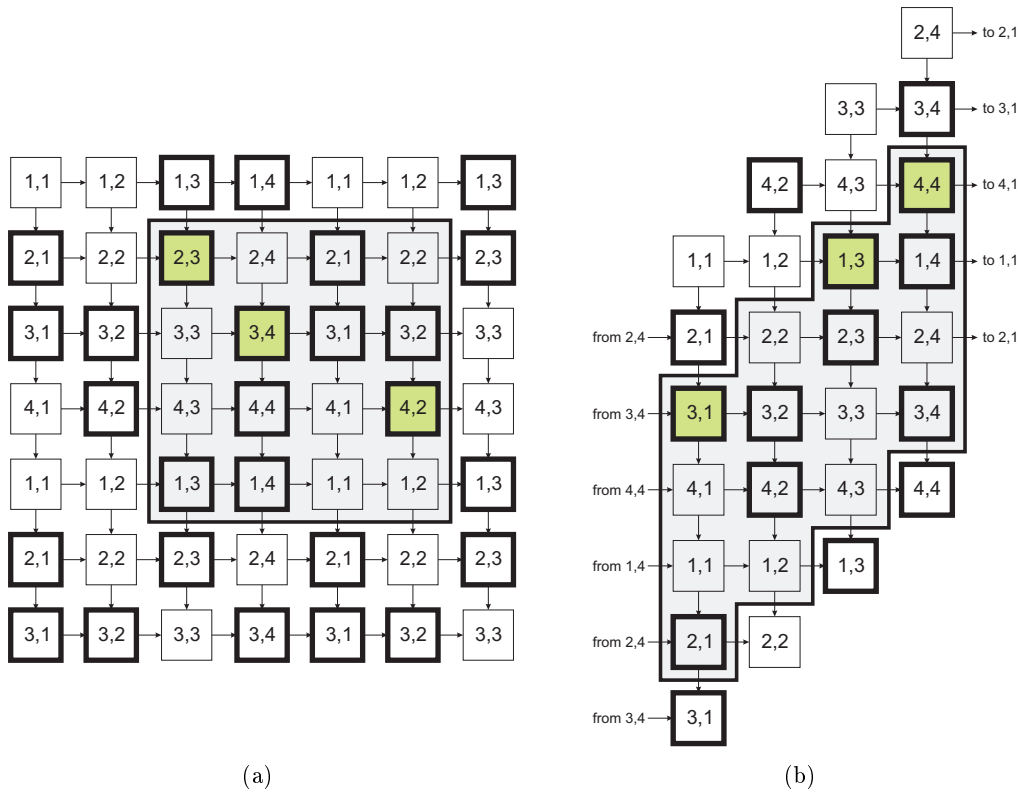 1,1 1,2 1,3 1,4 1,1 1,2 1,3
2,1 2,2 2,3 2,4 2,1 2,2 2,3
3,1 3,2 3,3 3,4 3,1 3,2 3,3
4,1 4,2 4,3 4,4 4,1 4,2 4,3
1,1 1,2 1,3 1,4 1,1 1,2 1,3
2,1 2,2 2,3 2,4 2,1 2,2 2,3
3,1 3,2 3,3 3,4 3,1 3,2 3,3
(a)
2,4 to 2,1
3,3 3,4 to 3,1
4,2 4,3 4,4 to 4,1
1,1 1,2 1,3 1,4 to 1,1
from 2,4 2,1 2,2 2,3 2,4 to 2,1
from 3,4 3,1 3,2 3,3 3,4
from 4,4 4,1 4,2 4,3 4,4
from 1,4 1,1 1,2 1,3
from 2,4 2,1 2,2
from 3,4 3,1
(b)